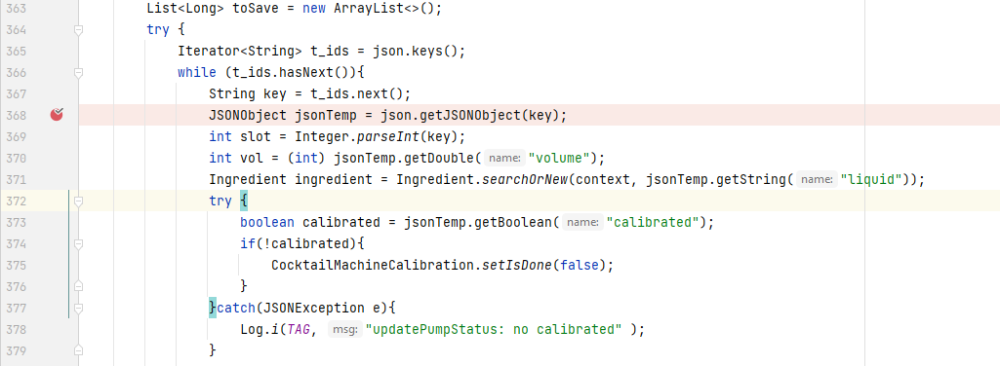 363 List<Long> toSave = new ArrayList<>();
364 try {
365 Iterator<String> t_ids = json.keys();
366 while (t_ids.hasNext()){
367 String key = t_ids.next();
368 JSONObject jsonTemp = json.getJSONObject(key);
369 int slot = Integer.parseInt(key);
370 int vol = (int) jsonTemp.getDouble( name: "volume");
371 Ingredient ingredient = Ingredient.searchOrNew(context, jsonTemp.getString( name: "liquid"));
372 try {
373 boolean calibrated = jsonTemp.getBoolean( name: "calibrated");
374 if(!calibrated){
375 CocktailMachineCalibration.setIsDone(false);
376 }
377 }catch(JSONException e){
378 Log.i(TAG, msg: "updatePumpStatus: no calibrated" );
379 }